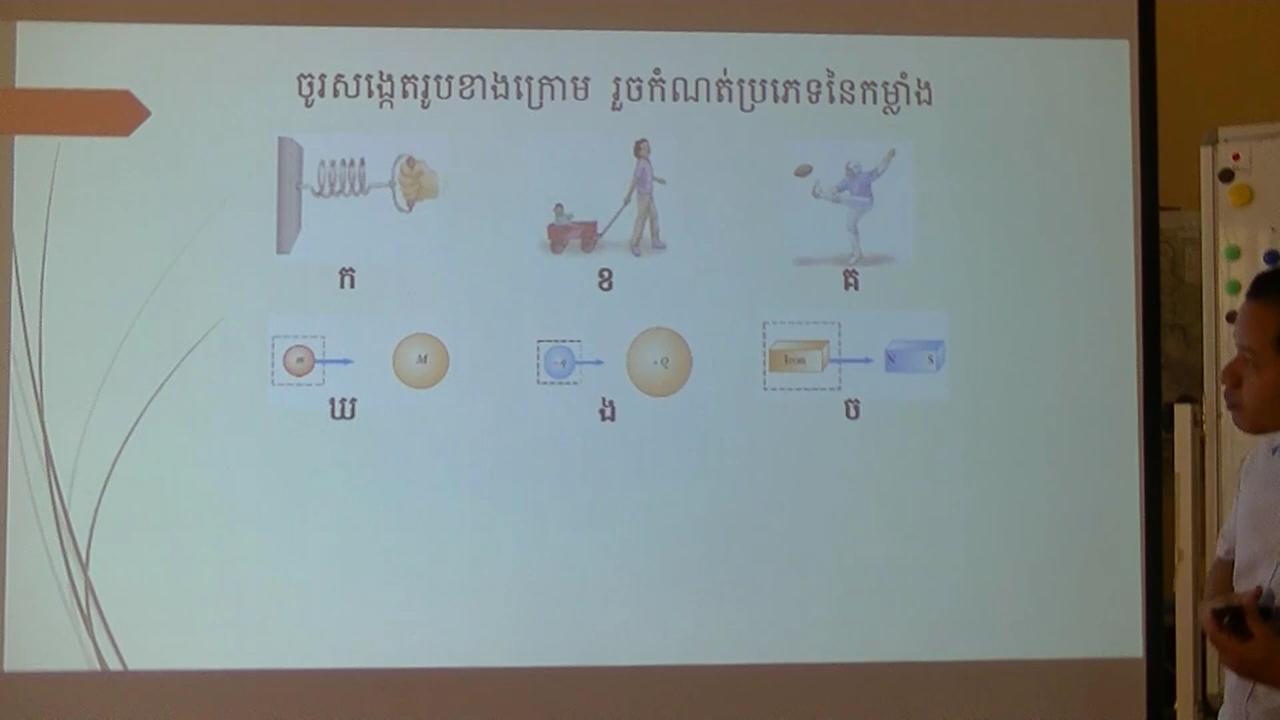 ចូរសង្កេតរូបខាងក្រោម រួចកំណត់ប្រភេទនៃកម្លាំង
ក ខ គ
m M -q +Q Iron N S
ឃ ង ច